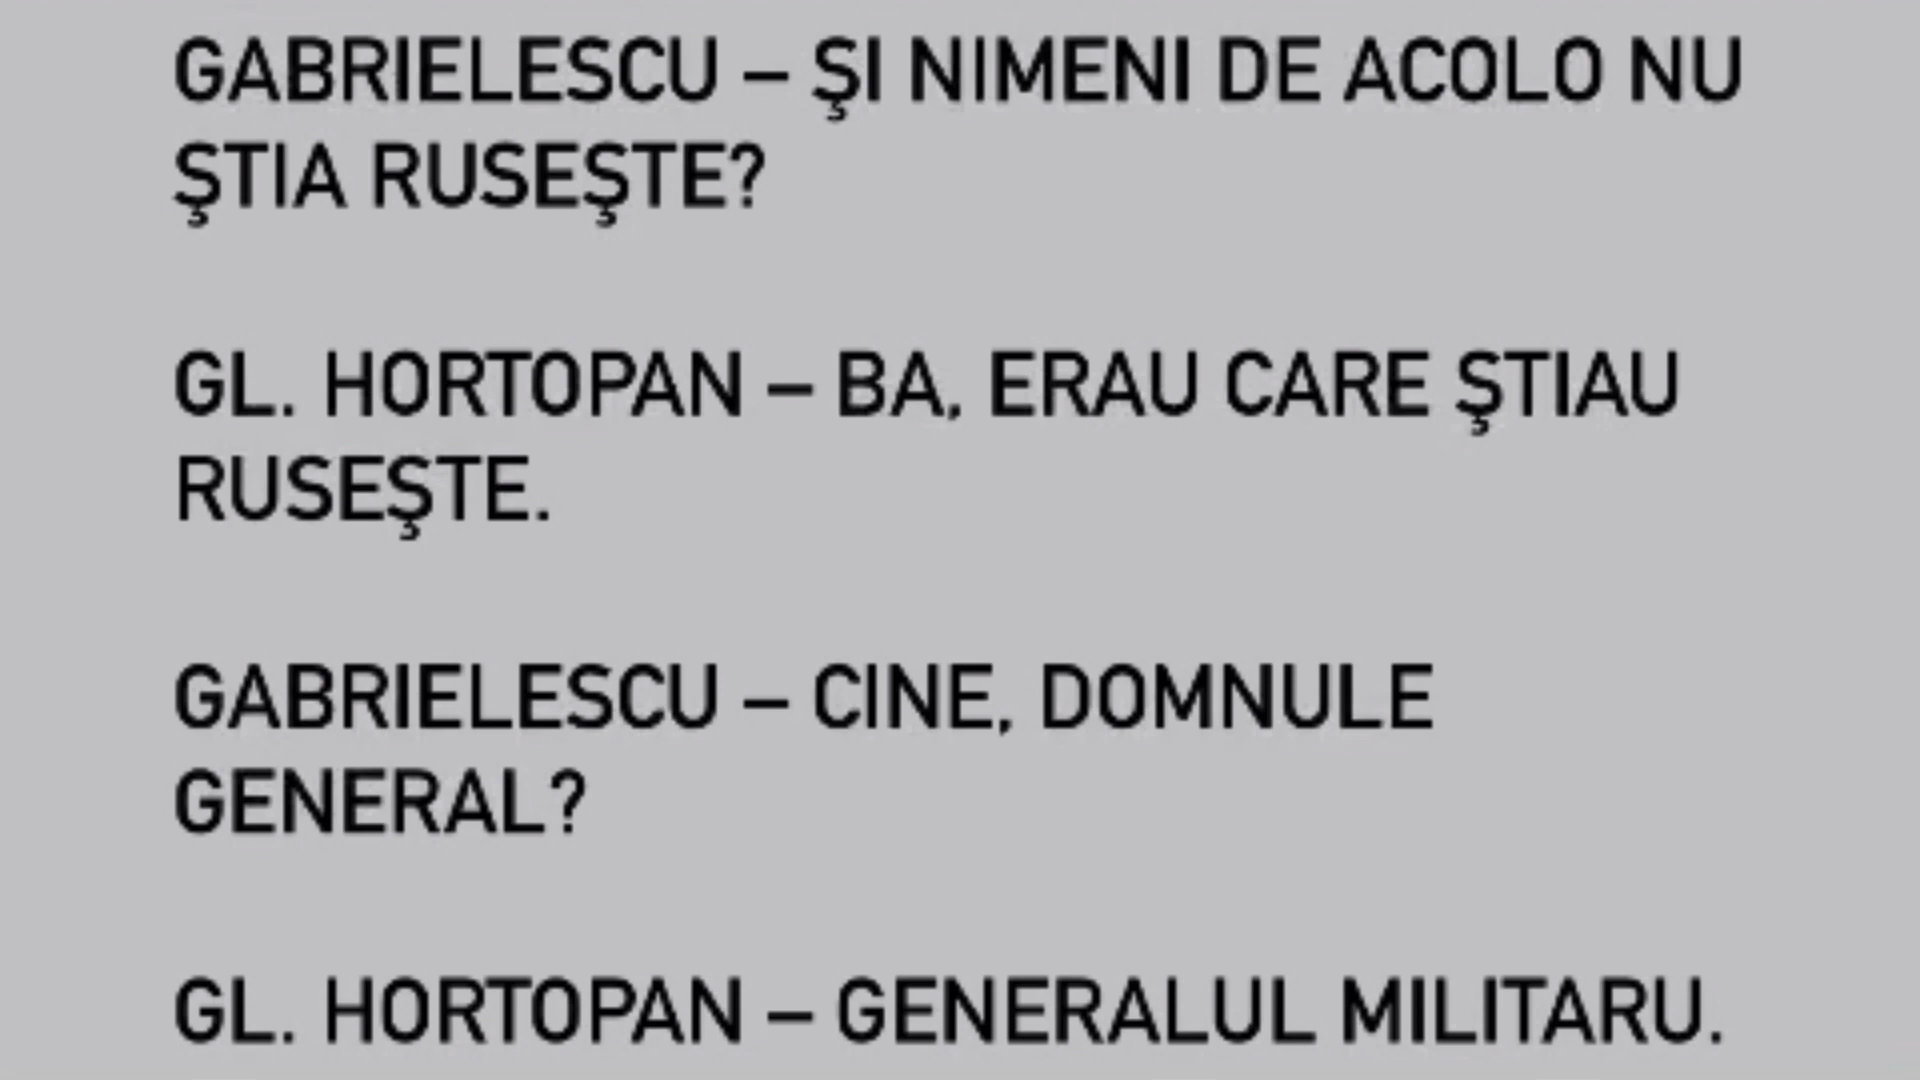 GABRIELESCU – ŞI NIMENI DE ACOLO NU
ŞTIA RUSEŞTE?
GL. HORTOPAN – BA, ERAU CARE ŞTIAU
RUSEŞTE.
GABRIELESCU – CINE, DOMNULE
GENERAL?
GL. HORTOPAN – GENERALUL MILITARU.